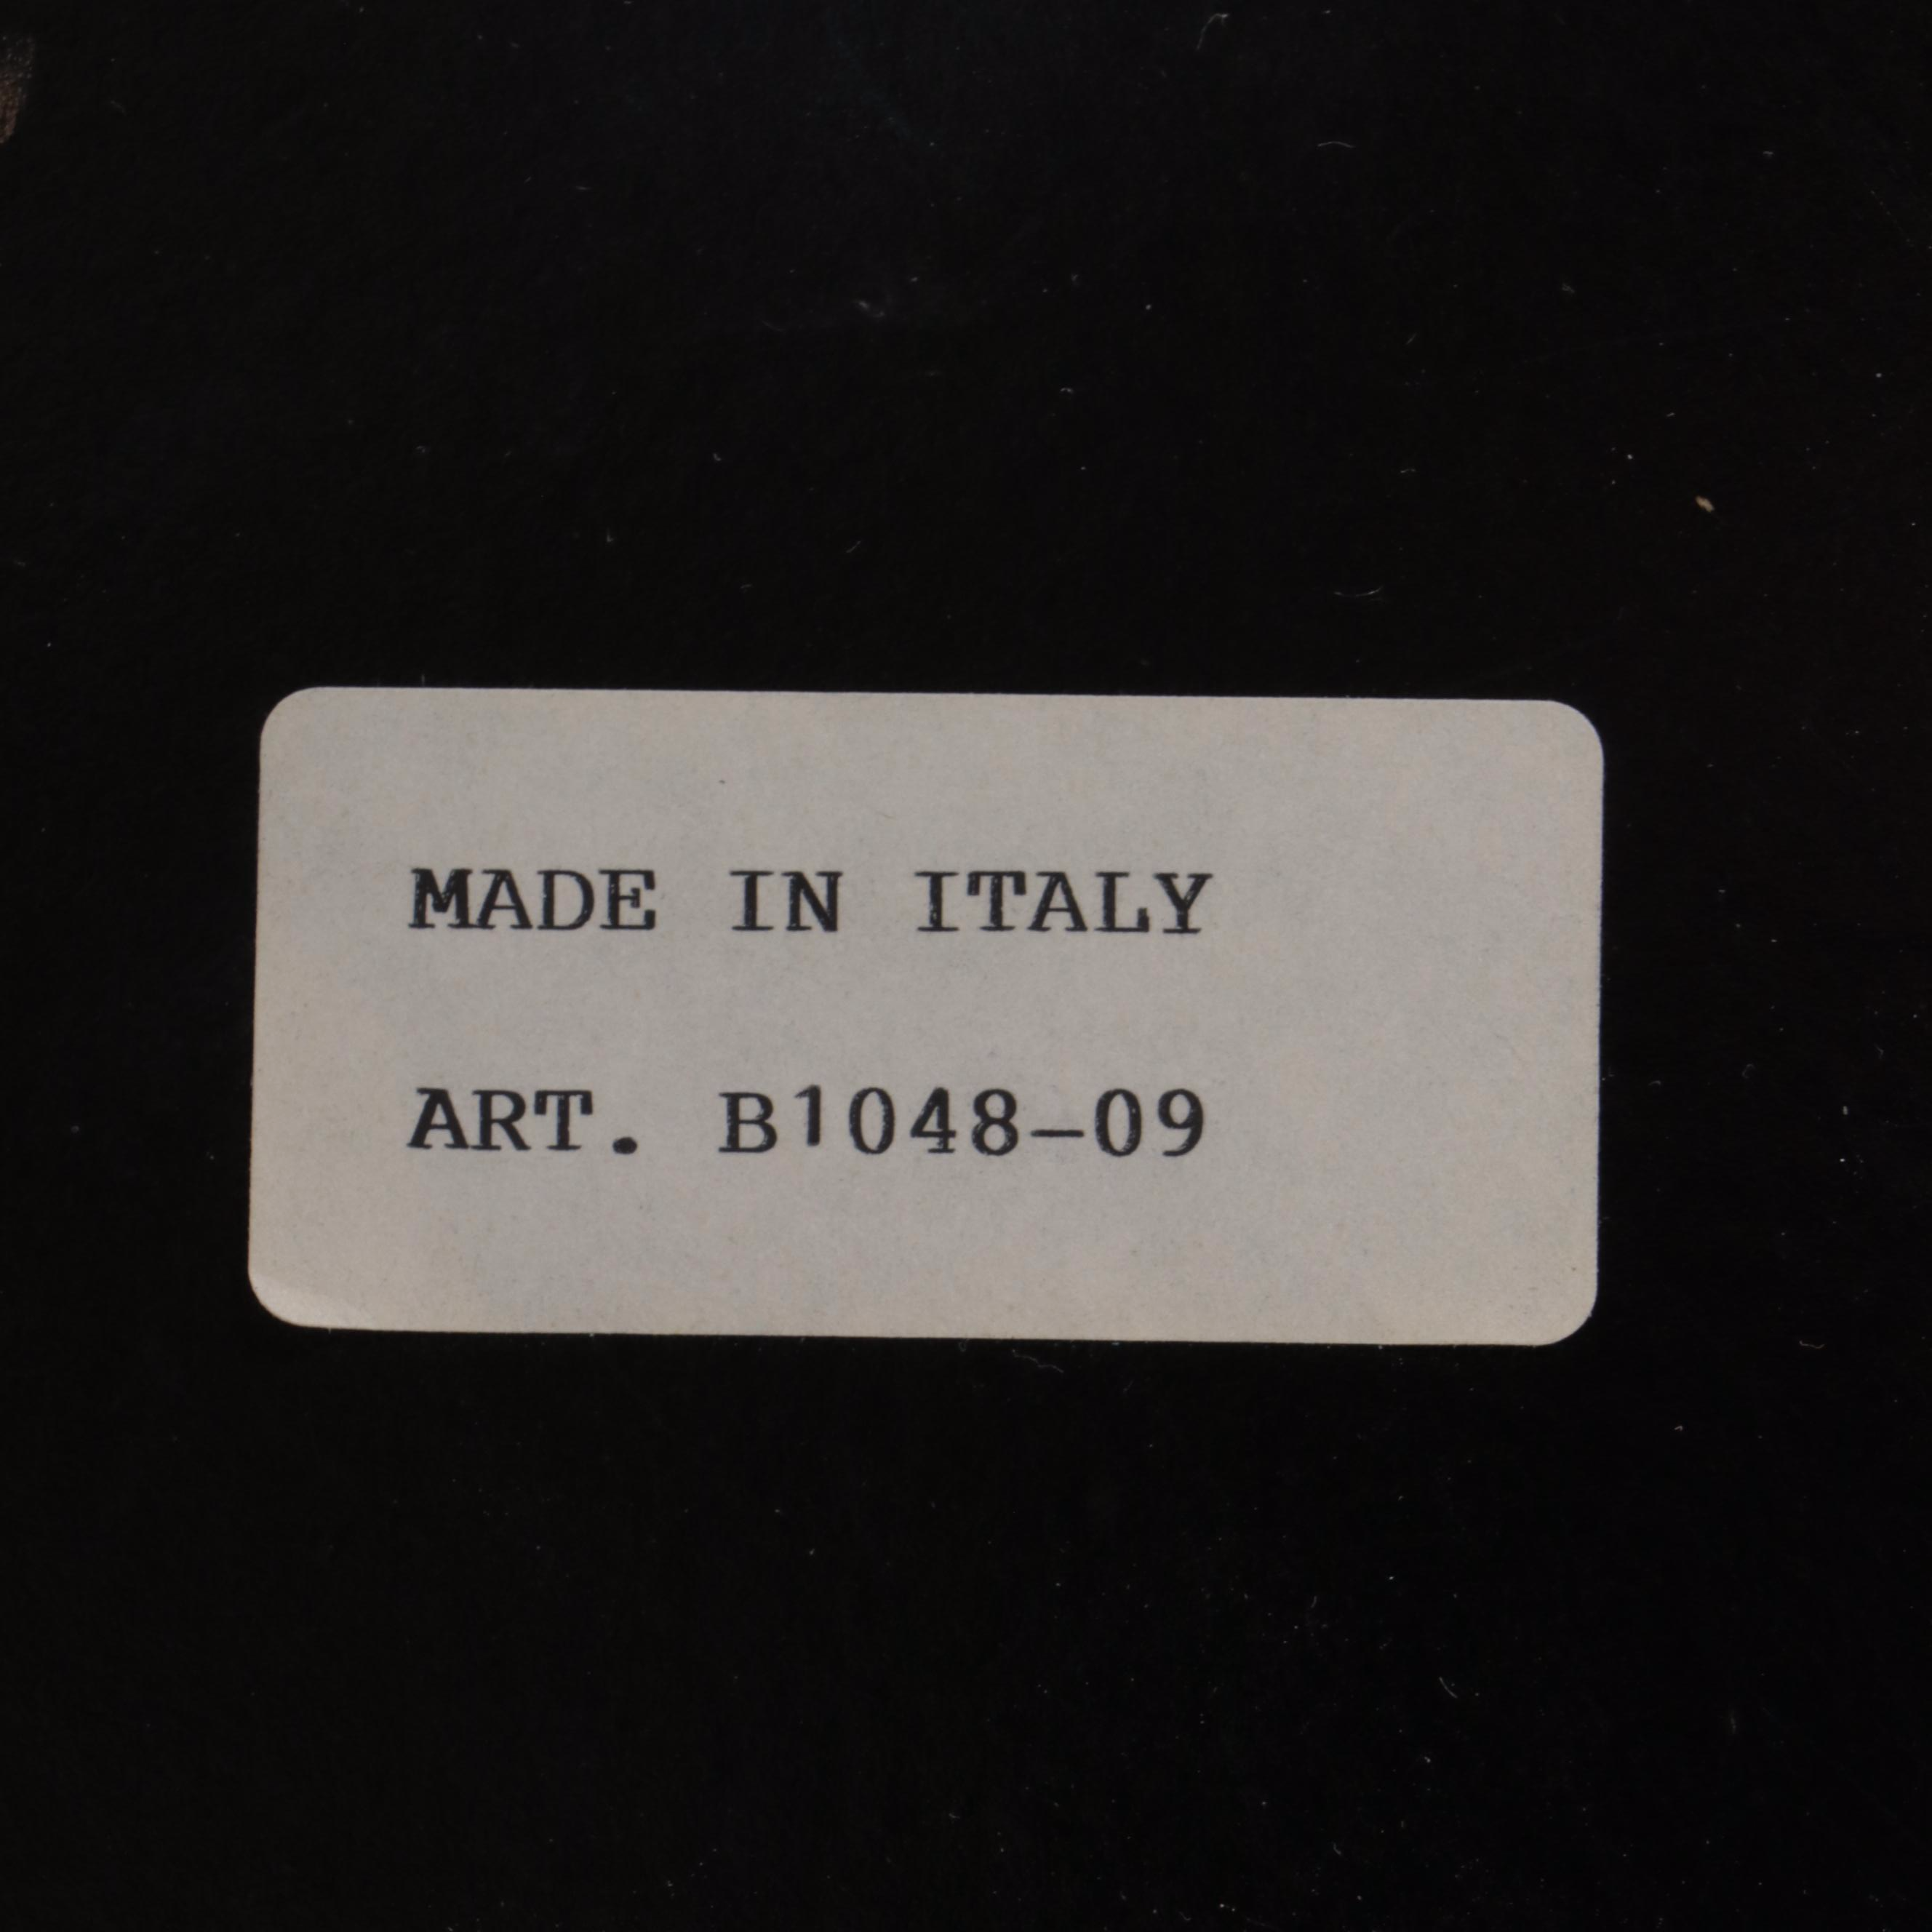 MADE IN ITALY
ART. B1048-09